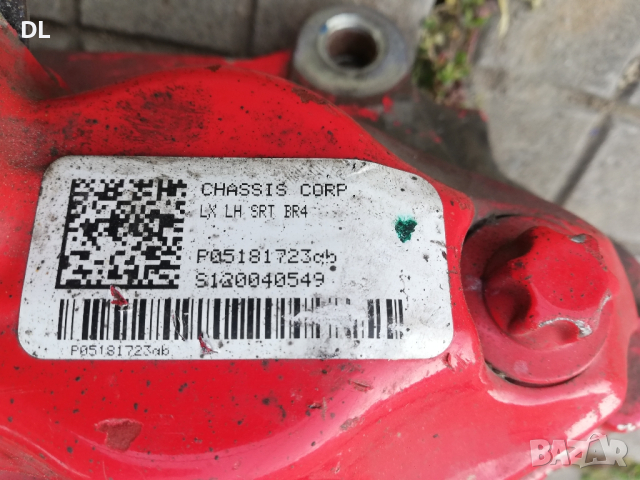 DL
CHASSIS CORP
LX LH SRT BR4
P05181723ab
S120040549
P05181723ab
BAZAR